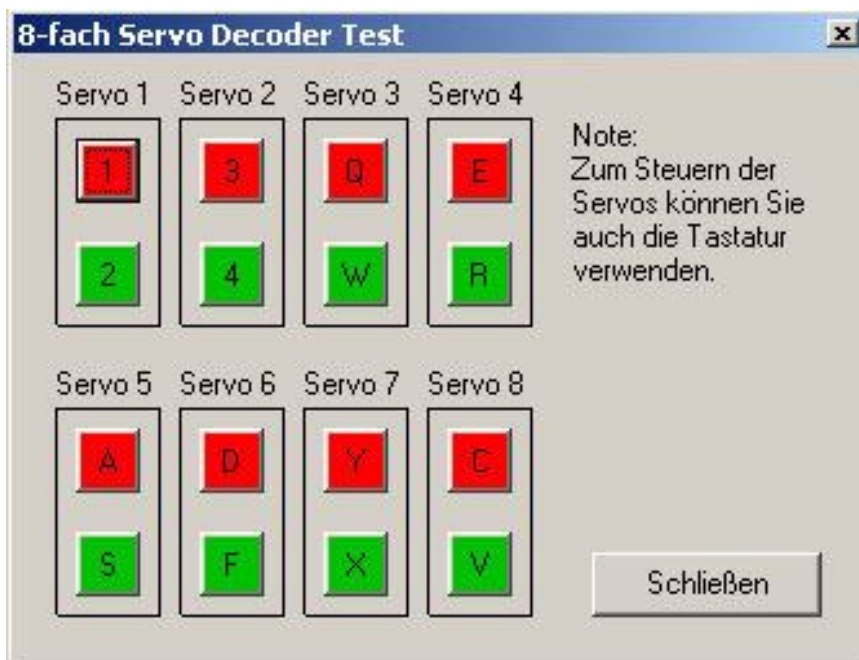 8-fach Servo Decoder Test
Servo 1 Servo 2 Servo 3 Servo 4
1 3 Q E
2 4 W R
Note:
Zum Steuern der
Servos können Sie
auch die Tastatur
verwenden.
Servo 5 Servo 6 Servo 7 Servo 8
A D Y C
S F X V
Schließen